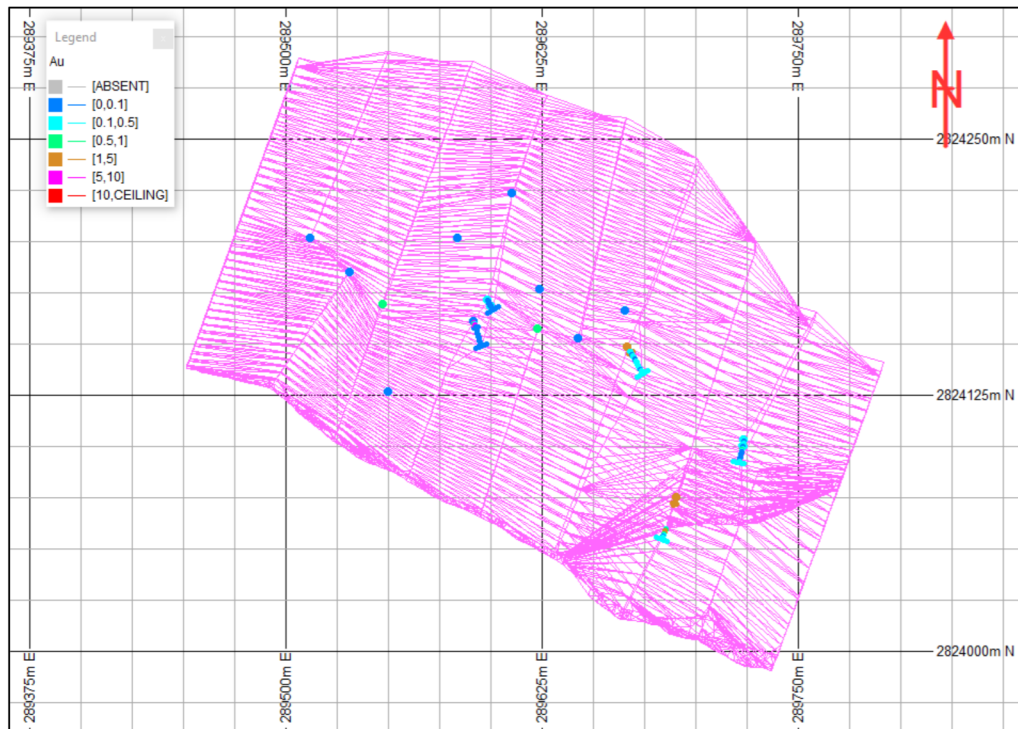 289375m E
289500m E
289625m E
289750m E
Legend
Au
[ABSENT]
[0,0.1]
[0.1,0.5]
[0.5,1]
[1,5]
[5,10]
[10,CEILING]
N
2824250m N
2824125m N
2824000m N
289375m E
289500m E
289625m E
289750m E